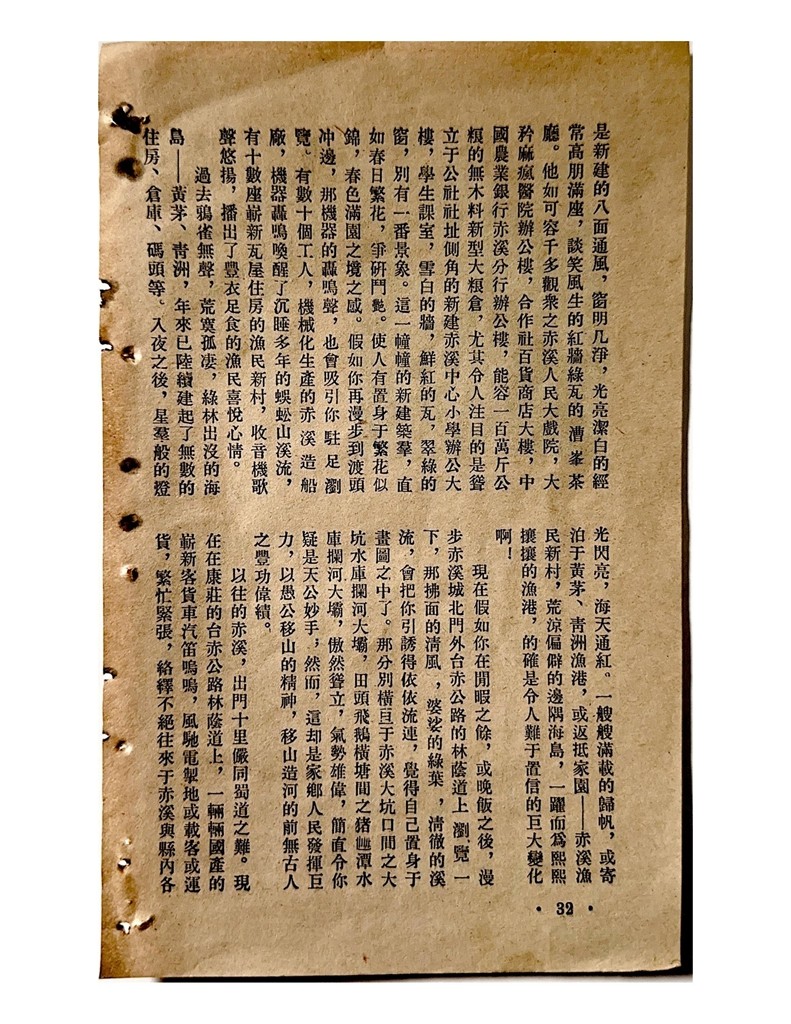 是新建的八面通風，窗明几淨，光亮潔白的經
常高朋滿座，談笑風生的紅牆綠瓦的漕峯茶
廳。他如可容千多觀衆之赤溪人民大戲院，大
矜麻瘋醫院辦公樓，合作社百貨商店大樓，中
國農業銀行赤溪分行辦公樓，能容一百萬斤公
粮的無木料新型大粮倉，尤其令人注目的是聳
立于公社社址側角的新建赤溪中心小學辦公大
樓，學生課室，雪白的牆，鮮紅的瓦，翠綠的
窗，別有一番景象。這一幢幢的新建築羣，直
如春日繁花，爭硏鬥艷。使人有置身于繁花似
錦，春色滿園之境之感。假如你再漫步到渡頭
冲邊，那機器的轟鳴聲，也會吸引你駐足瀏
覽。有數十個工人，機械化生產的赤溪造船
廠，機器轟鳴喚醒了沉睡多年的蜈蚣山溪流，
有十數座嶄新瓦屋住房的漁民新村，收音機歌
聲悠揚，播出了豐衣足食的漁民喜悅心情。
過去鴉雀無聲，荒寞孤凄，綠林出沒的海
島——黃茅、靑洲，年來已陸續建起了無數的
住房、倉庫、碼頭等。入夜之後，星羣般的燈
光閃亮，海天通紅。一艘艘滿載的歸帆，或寄
泊于黃茅、靑洲漁港，或返抵家園——赤溪漁
民新村，荒涼偏僻的邊隅海島，一躍而爲熙熙
攘攘的漁港，的確是令人難于置信的巨大變化
啊！
現在假如你在閒暇之餘，或晚飯之後，漫
步赤溪城北門外台赤公路的林蔭道上瀏覽一
下，那拂面的淸風，婆娑的綠葉，淸徹的溪
流，會把你引誘得依依流連，覺得自己置身于
畫圖之中了。那分別橫亘于赤溪大坑口間之大
坑水庫攔河大壩，田頭飛鵝橫塘間之猪乸潭水
庫攔河大壩，傲然聳立，氣勢雄偉，簡直令你
疑是天公妙手；然而，這却是家鄉人民發揮巨
力，以愚公移山的精神，移山造河的前無古人
之豐功偉績。
以往的赤溪，出門十里儼同蜀道之難。現
在在康莊的台赤公路林蔭道上，一輛輛國產的
嶄新客貨車汽笛嗚嗚，風馳電掣地或載客或運
貨，繁忙緊張，絡繹不絕往來于赤溪與縣內各
· 32 ·